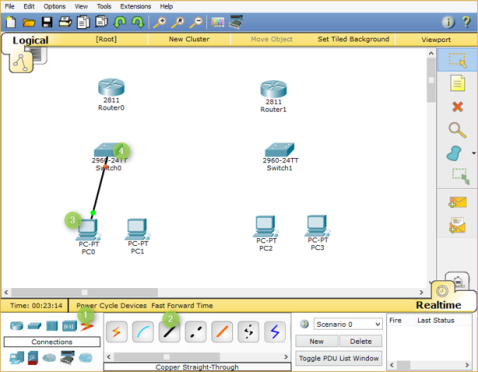 File Edit Options View Tools Extensions Help
Logical [Root] New Cluster Move Object Set Tiled Background Viewport
2811
Router0
2811
Router1
4
2960-24TT
Switch0
2960-24TT
Switch1
3
PC-PT
PC0
PC-PT
PC1
PC-PT
PC2
PC-PT
PC3
Time: 00:23:14 Power Cycle Devices Fast Forward Time Realtime
1
2
Scenario 0
Fire Last Status
New Delete
Connections
Toggle PDU List Window
Copper Straight-Through